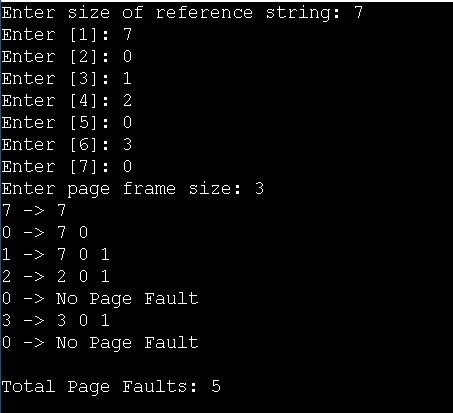 Enter size of reference string: 7
Enter [1]: 7
Enter [2]: 0
Enter [3]: 1
Enter [4]: 2
Enter [5]: 0
Enter [6]: 3
Enter [7]: 0
Enter page frame size: 3
7 -> 7
0 -> 7 0
1 -> 7 0 1
2 -> 2 0 1
0 -> No Page Fault
3 -> 3 0 1
0 -> No Page Fault
Total Page Faults: 5